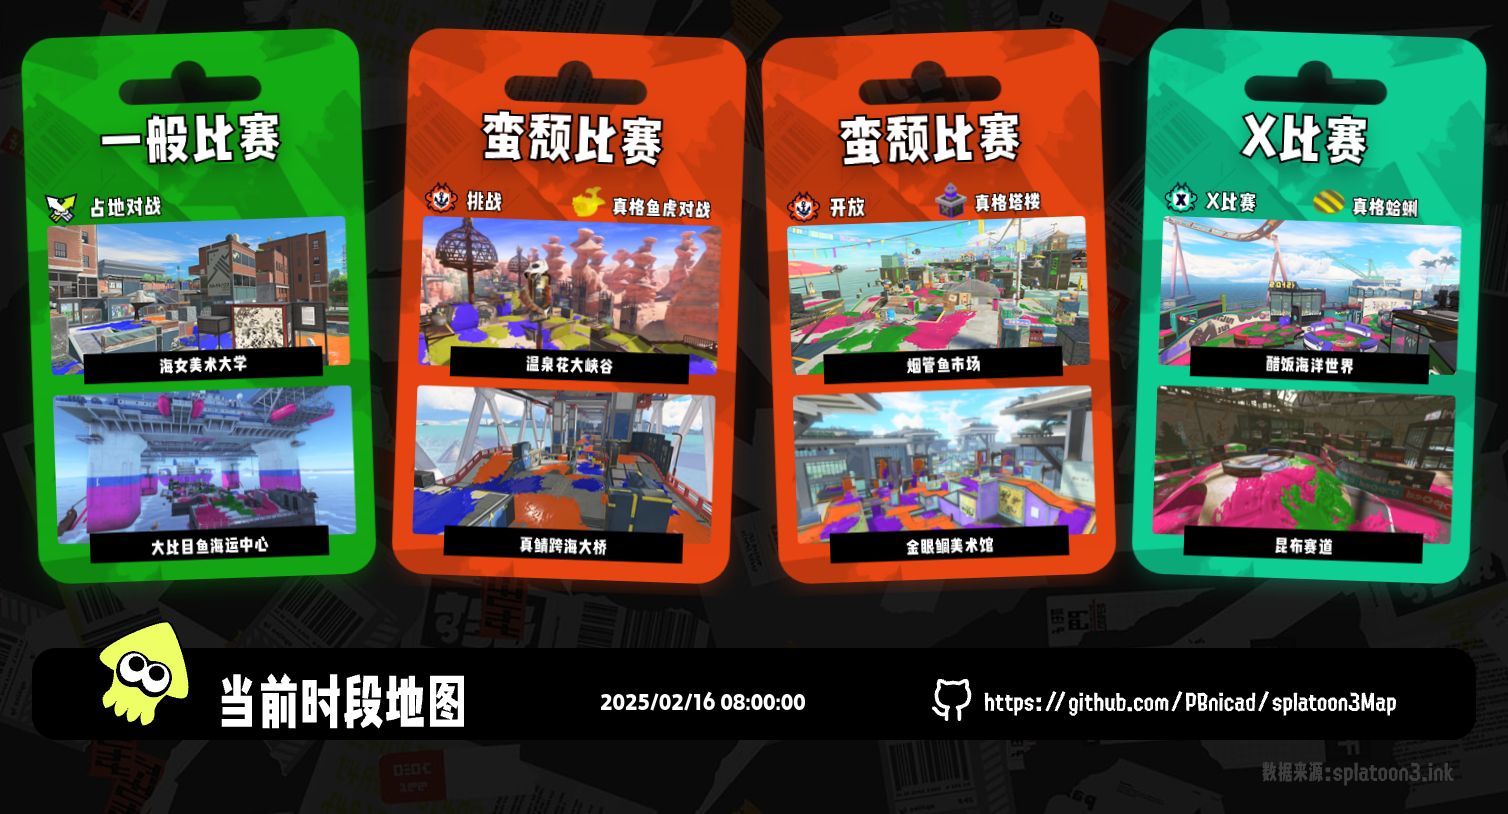 一般比赛
占地对战
海女美术大学
大比目鱼海运中心
蛮颓比赛
挑战
真格鱼虎对战
温泉花大峡谷
真鲭跨海大桥
蛮颓比赛
开放
真格塔楼
烟管鱼市场
金眼鲷美术馆
X比赛
X比赛
真格蛤蜊
醋饭海洋世界
昆布赛道
当前时段地图
2025/02/16 08:00:00
https://github.com/PBnicad/splatoon3Map
数据来源:splatoon3.ink